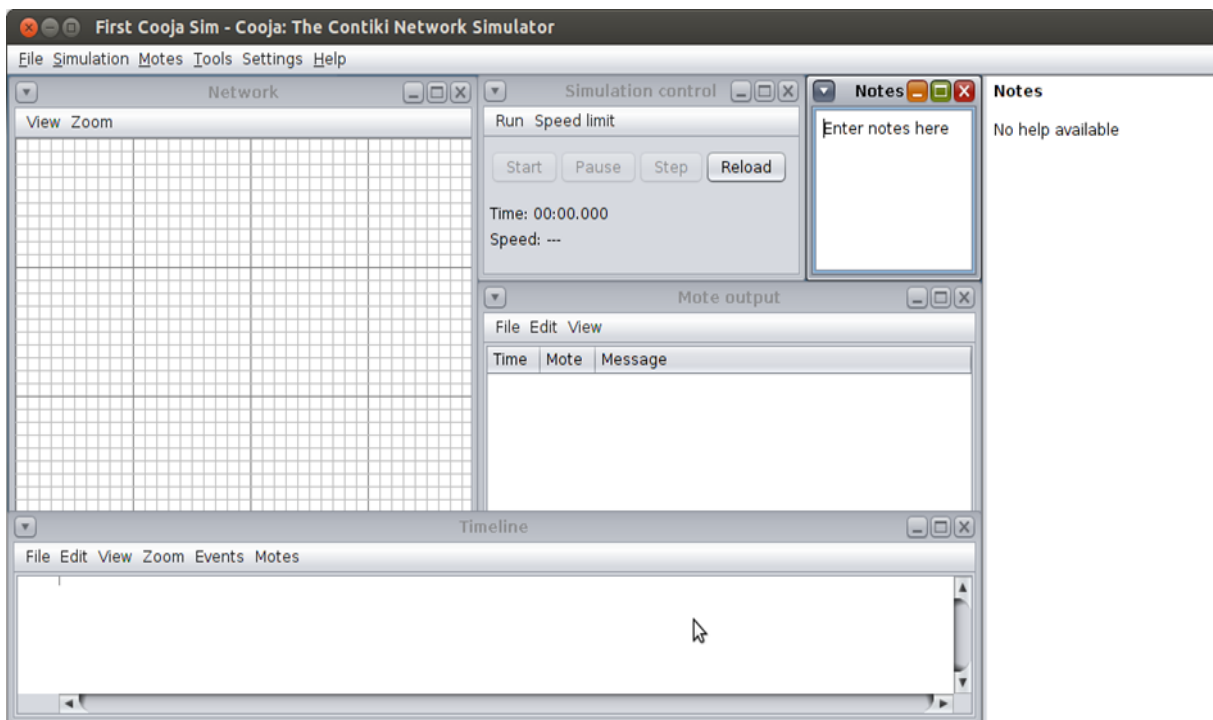 First Cooja Sim - Cooja: The Contiki Network Simulator
File Simulation Motes Tools Settings Help
Network
View Zoom
Simulation control
Run Speed limit
Start Pause Step Reload
Time: 00:00.000
Speed: ---
Notes
Enter notes here
Notes
No help available
Mote output
File Edit View
Time Mote Message
Timeline
File Edit View Zoom Events Motes